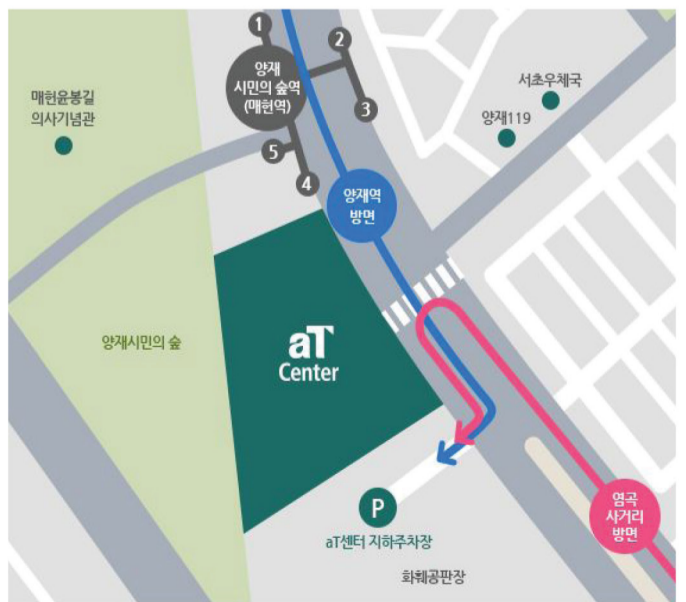 1
2
양재
시민의 숲역
(매헌역)
3
5
4
매헌윤봉길
의사기념관
서초우체국
양재119
양재역
방면
양재시민의 숲
aT
Center
P
aT센터 지하주차장
염곡
사거리
방면
화훼공판장